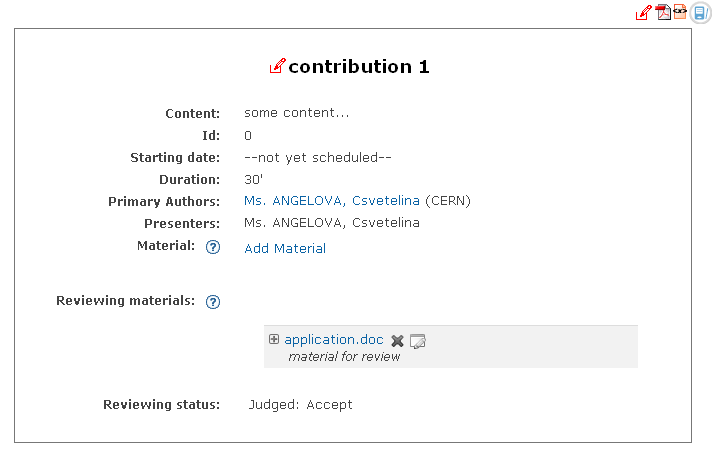 contribution 1
Content: some content...
Id: 0
Starting date: --not yet scheduled--
Duration: 30'
Primary Authors: Ms. ANGELOVA, Csvetelina (CERN)
Presenters: Ms. ANGELOVA, Csvetelina
Material: ? Add Material
Reviewing materials: ?
application.doc
material for review
Reviewing status: Judged: Accept